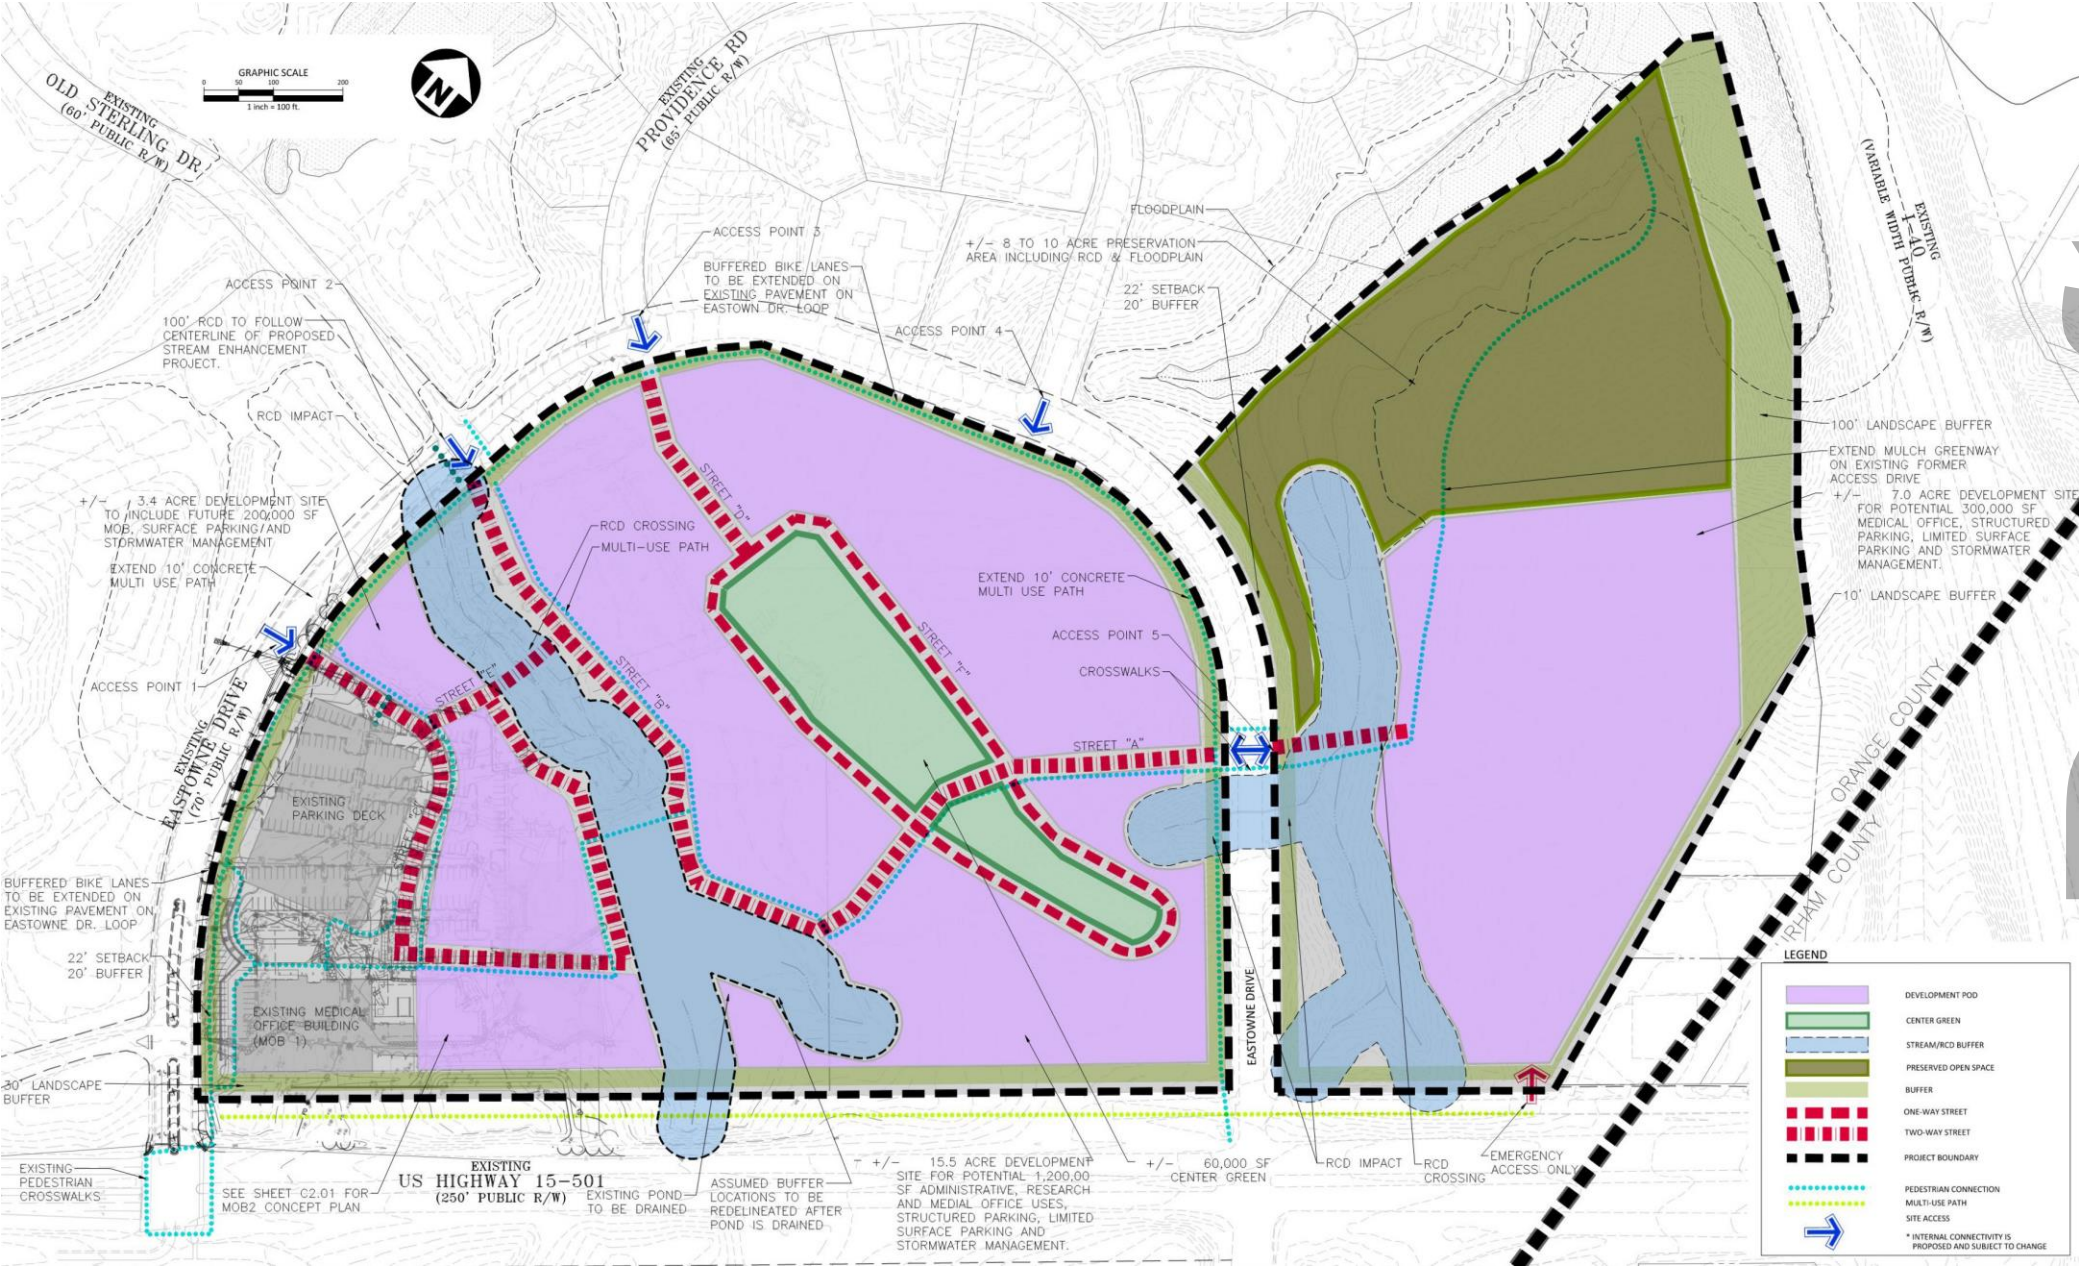 GRAPHIC SCALE
0 50 100 200
1 inch = 100 ft.
N
EXISTING
OLD STERLING DR
(60' PUBLIC R/W)
EXISTING
PROVIDENCE RD
(65' PUBLIC R/W)
ACCESS POINT 3
BUFFERED BIKE LANES
TO BE EXTENDED ON
EXISTING PAVEMENT ON
EASTOWN DR. LOOP
ACCESS POINT 4
FLOODPLAIN
+/- 8 TO 10 ACRE PRESERVATION
AREA INCLUDING RCD & FLOODPLAIN
22' SETBACK
20' BUFFER
EXISTING
I-40
(VARIABLE WIDTH PUBLIC R/W)
ACCESS POINT 2
100' RCD TO FOLLOW
CENTERLINE OF PROPOSED
STREAM ENHANCEMENT
PROJECT.
RCD IMPACT
+/- 3.4 ACRE DEVELOPMENT SITE
TO INCLUDE FUTURE 200,000 SF
MOB, SURFACE PARKING AND
STORMWATER MANAGEMENT
EXTEND 10' CONCRETE
MULTI USE PATH
ACCESS POINT 1
EXISTING
EASTOWNE DRIVE
(70' PUBLIC R/W)
RCD CROSSING
MULTI-USE PATH
STREET "D"
STREET "E"
STREET "B"
STREET "F"
STREET "A"
EXTEND 10' CONCRETE
MULTI USE PATH
ACCESS POINT 5
CROSSWALKS
100' LANDSCAPE BUFFER
EXTEND MULCH GREENWAY
ON EXISTING FORMER
ACCESS DRIVE
+/- 7.0 ACRE DEVELOPMENT SITE
FOR POTENTIAL 300,000 SF
MEDICAL OFFICE, STRUCTURED
PARKING, LIMITED SURFACE
PARKING AND STORMWATER
MANAGEMENT.
10' LANDSCAPE BUFFER
ORANGE COUNTY
COUNTY
EXISTING
PARKING DECK
BUFFERED BIKE LANES
TO BE EXTENDED ON
EXISTING PAVEMENT ON
EASTOWNE DR. LOOP
22' SETBACK
20' BUFFER
EXISTING MEDICAL
OFFICE BUILDING
(MOB 1)
30' LANDSCAPE
BUFFER
EASTOWNE DRIVE
EXISTING
PEDESTRIAN
CROSSWALKS
SEE SHEET C2.01 FOR
MOB2 CONCEPT PLAN
EXISTING
US HIGHWAY 15-501
(250' PUBLIC R/W)
EXISTING POND
TO BE DRAINED
ASSUMED BUFFER
LOCATIONS TO BE
REDELINEATED AFTER
POND IS DRAINED
+/- 15.5 ACRE DEVELOPMENT
SITE FOR POTENTIAL 1,200,00
SF ADMINISTRATIVE, RESEARCH
AND MEDIAL OFFICE USES,
STRUCTURED PARKING, LIMITED
SURFACE PARKING AND
STORMWATER MANAGEMENT.
+/- 60,000 SF
CENTER GREEN
RCD IMPACT
RCD
CROSSING
EMERGENCY
ACCESS ONLY
LEGEND
DEVELOPMENT POD
CENTER GREEN
STREAM/RCD BUFFER
PRESERVED OPEN SPACE
BUFFER
ONE-WAY STREET
TWO-WAY STREET
PROJECT BOUNDARY
PEDESTRIAN CONNECTION
MULTI-USE PATH
SITE ACCESS
* INTERNAL CONNECTIVITY IS
PROPOSED AND SUBJECT TO CHANGE